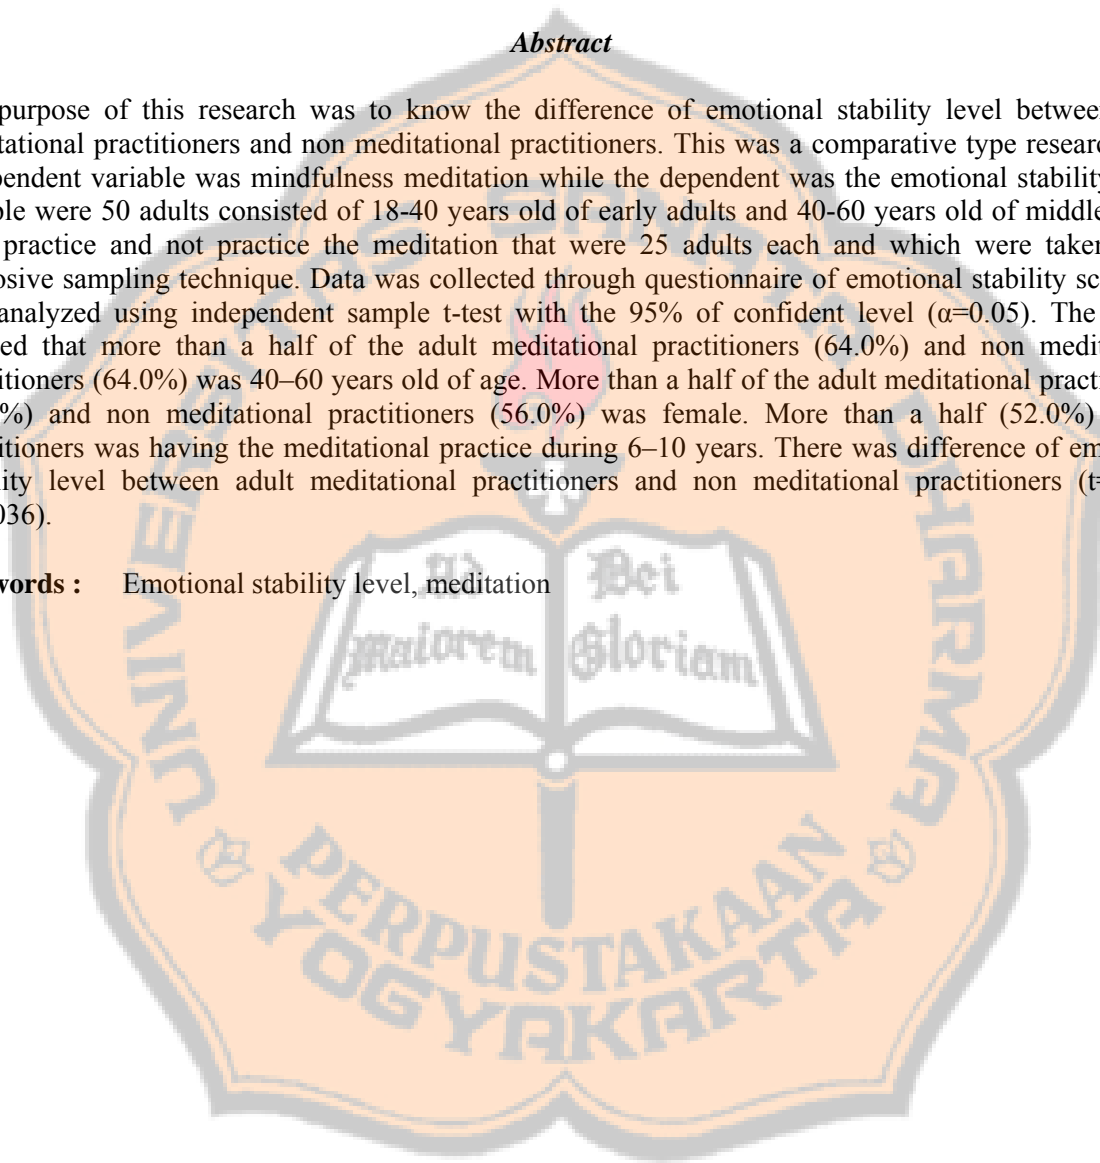 Abstract
purpose of this research was to know the difference of emotional stability level between
tational practitioners and non meditational practitioners. This was a comparative type research
pendent variable was mindfulness meditation while the dependent was the emotional stability
ple were 50 adults consisted of 18-40 years old of early adults and 40-60 years old of middle
practice and not practice the meditation that were 25 adults each and which were taken
osive sampling technique. Data was collected through questionnaire of emotional stability sc
analyzed using independent sample t-test with the 95% of confident level (α=0.05). The
ed that more than a half of the adult meditational practitioners (64.0%) and non medit
itioners (64.0%) was 40–60 years old of age. More than a half of the adult meditational practi
%) and non meditational practitioners (56.0%) was female. More than a half (52.0%)
itioners was having the meditational practice during 6–10 years. There was difference of em
ity level between adult meditational practitioners and non meditational practitioners (t=
036).
words : Emotional stability level, meditation
UNIVERSITAS SANATA DHARMA
Ad maiorem Dei Gloriam
PERPUSTAKAAN
YOGYAKARTA